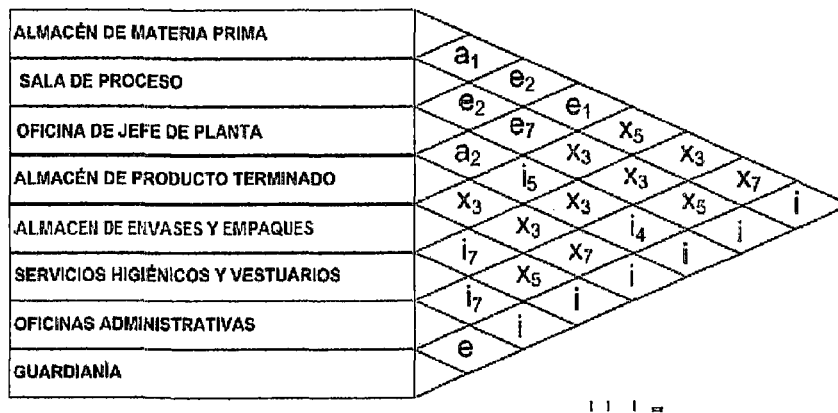 ALMACÉN DE MATERIA PRIMA
a₁
SALA DE PROCESO e₂
e₂ e₁
OFICINA DE JEFE DE PLANTA e₇ x₅
a₂ x₃ x₃
ALMACÉN DE PRODUCTO TERMINADO i₅ x₃ x₇
x₃ x₃ x₅ i
ALMACEN DE ENVASES Y EMPAQUES x₃ i₄ i
i₇ x₇ i
SERVICIOS HIGIÉNICOS Y VESTUARIOS x₅ i
i₇ i
OFICINAS ADMINISTRATIVAS i
e
GUARDIANÍA